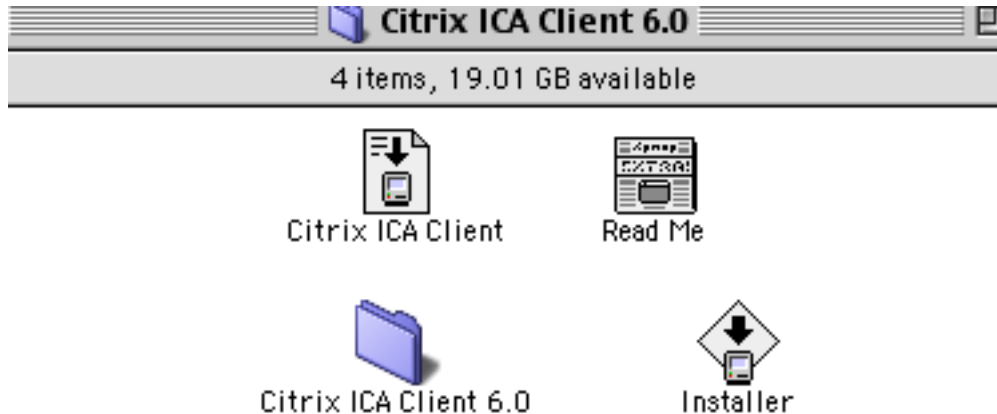 Citrix ICA Client 6.0
4 items, 19.01 GB available
Citrix ICA Client
Read Me
Citrix ICA Client 6.0
Installer